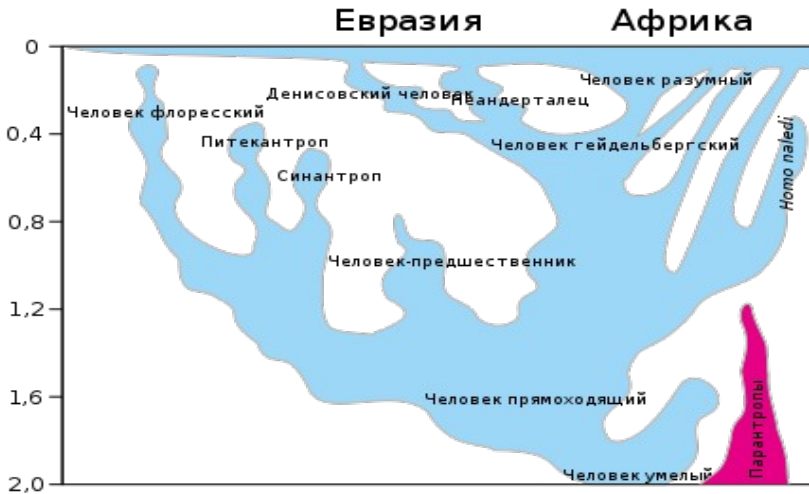 Евразия Африка
0
Человек разумный
Денисовский человек
Неандерталец
Человек флоресский
0,4
Питекантроп
Человек гейдельбергский
Homo naledi
Синантроп
0,8
Человек-предшественник
1,2
1,6
Человек прямоходящий
Парантропы
Человек умелый
2,0